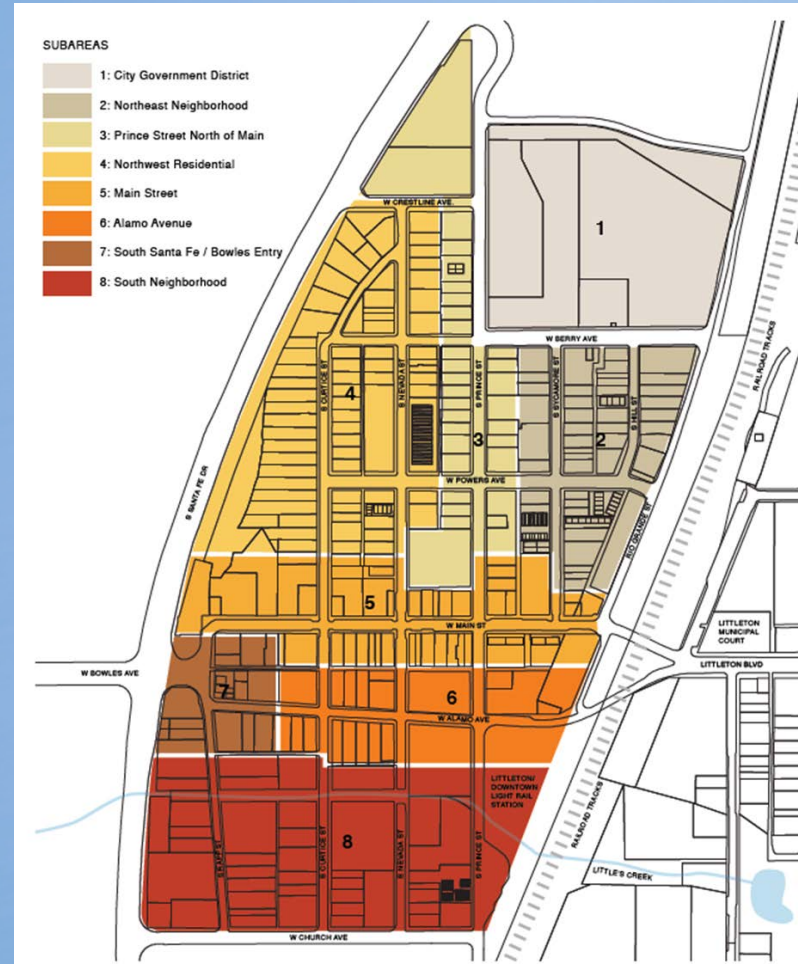 SUBAREAS
1: City Government District
2: Northeast Neighborhood
3: Prince Street North of Main
4: Northwest Residential
5: Main Street
6: Alamo Avenue
7: South Santa Fe / Bowles Entry
8: South Neighborhood
W CRESTLINE AVE.
1
W BERRY AVE
RAILROAD TRACKS
S CURTICE ST
4
S NEVADA ST
S PRINCE ST
3
S SYCAMORE ST
2
S HILL ST
W POWERS AVE
S SANTA FE DR
RIO GRANDE ST
5
W MAIN ST
LITTLETON
MUNICIPAL
COURT
LITTLETON BLVD
W BOWLES AVE
7
6
W ALAMO AVE
LITTLETON/
DOWNTOWN
LIGHT RAIL
STATION
RAILROAD TRACKS
S RAPP ST
S CURTICE ST
8
S NEVADA ST
S PRINCE ST
LITTLE'S CREEK
W CHURCH AVE